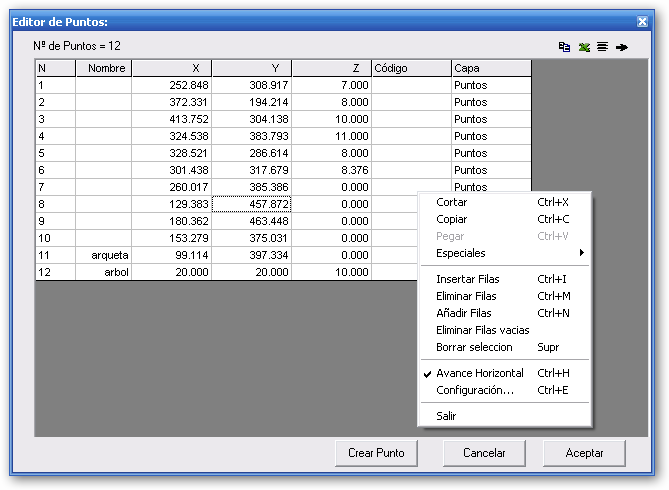 Editor de Puntos:
Nº de Puntos = 12
N Nombre X Y Z Código Capa
1 252.848 308.917 7.000 Puntos
2 372.331 194.214 8.000 Puntos
3 413.752 304.138 10.000 Puntos
4 324.538 383.793 11.000 Puntos
5 328.521 286.614 8.000 Puntos
6 301.438 317.679 8.376 Puntos
7 260.017 385.386 0.000 Puntos
8 129.383 457.872 0.000
9 180.362 463.448 0.000
10 153.279 375.031 0.000
11 arqueta 99.114 397.334 0.000
12 arbol 20.000 20.000 10.000
Cortar Ctrl+X
Copiar Ctrl+C
Pegar Ctrl+V
Especiales
Insertar Filas Ctrl+I
Eliminar Filas Ctrl+M
Añadir Filas Ctrl+N
Eliminar Filas vacias
Borrar seleccion Supr
Avance Horizontal Ctrl+H
Configuración... Ctrl+E
Salir
Crear Punto Cancelar Aceptar